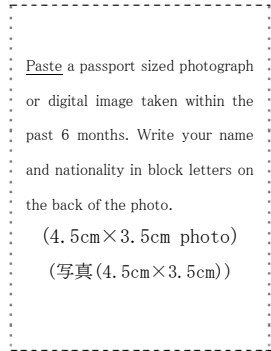 Paste a passport sized photograph
or digital image taken within the
past 6 months. Write your name
and nationality in block letters on
the back of the photo.
(4.5cm×3.5cm photo)
(写真(4.5cm×3.5cm))